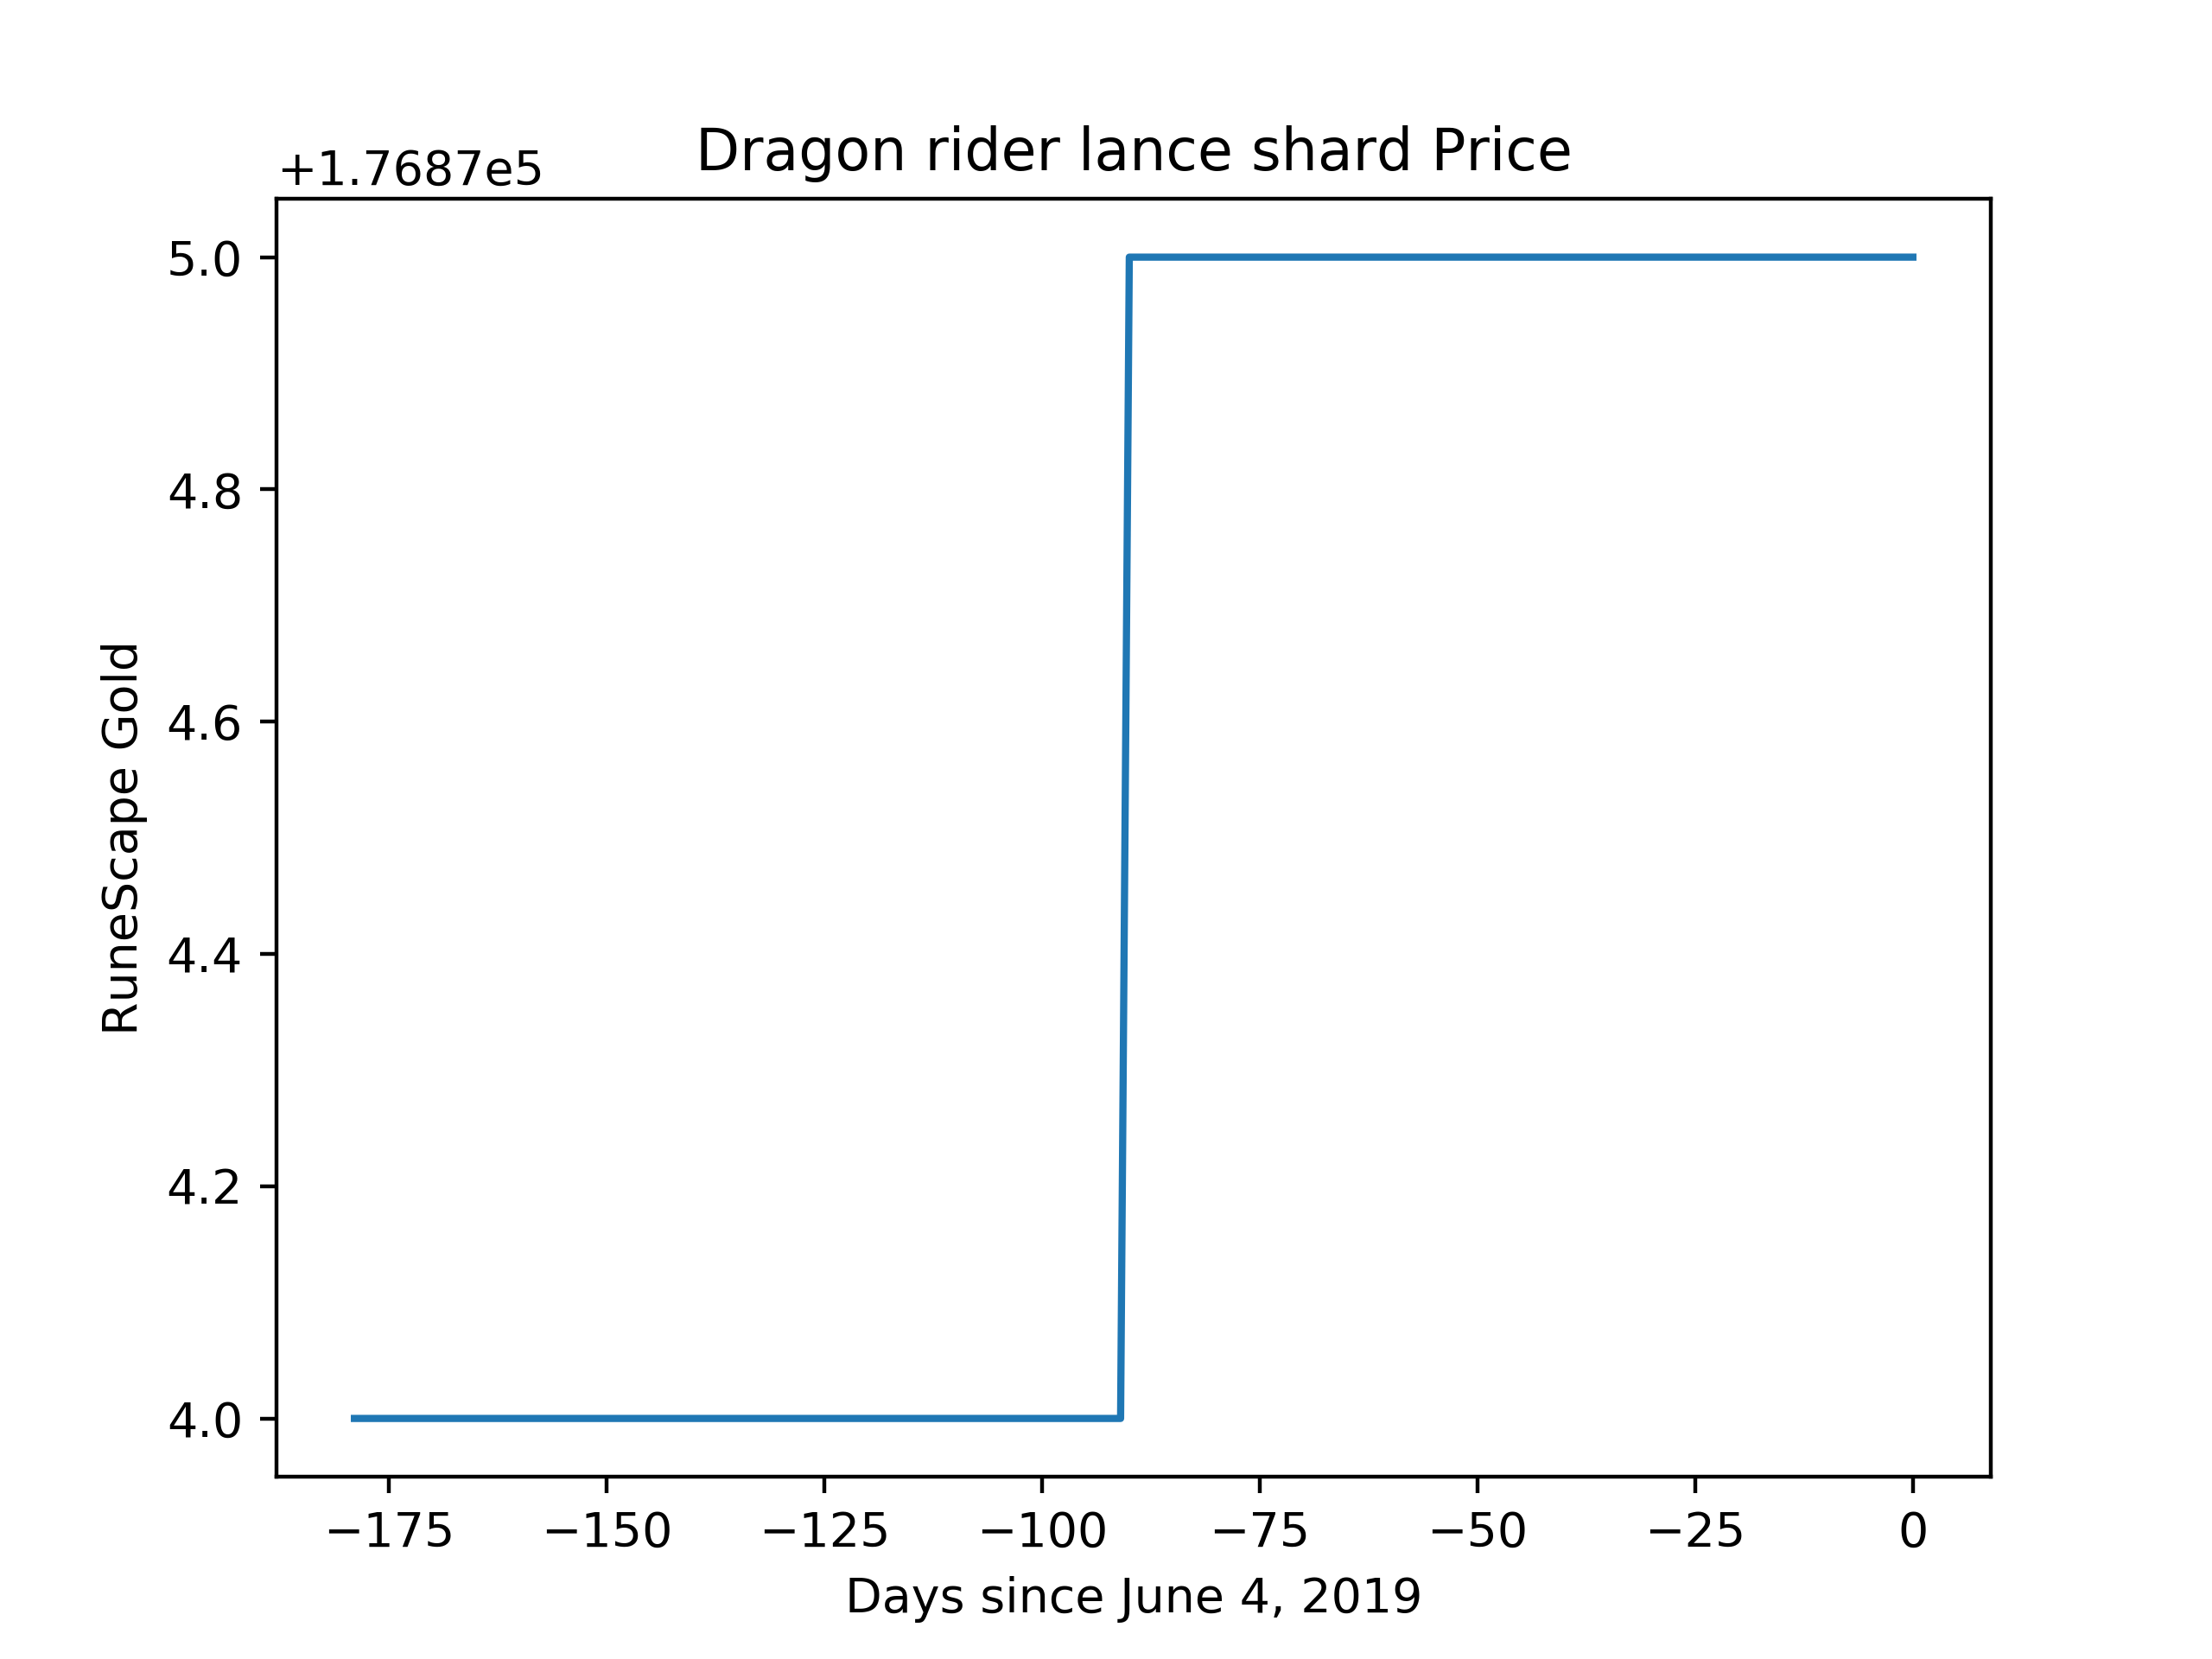 Dragon rider lance shard Price
+1.7687e5
5.0
4.8
4.6
4.4
4.2
4.0
RuneScape Gold
−175 −150 −125 −100 −75 −50 −25 0
Days since June 4, 2019